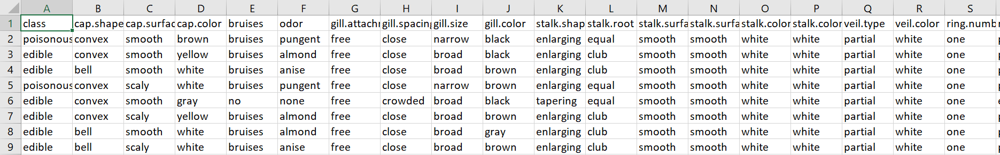 A B C D E F G H I J K L M N O P Q R S
1 class cap.shape cap.surfac cap.color bruises odor gill.attachr gill.spacing gill.size gill.color stalk.shap stalk.root stalk.surfa stalk.surfa stalk.color stalk.color veil.type veil.color ring.numb
2 poisonous convex smooth brown bruises pungent free close narrow black enlarging equal smooth smooth white white partial white one
3 edible convex smooth yellow bruises almond free close broad black enlarging club smooth smooth white white partial white one
4 edible bell smooth white bruises anise free close broad brown enlarging club smooth smooth white white partial white one
5 poisonous convex scaly white bruises pungent free close narrow brown enlarging equal smooth smooth white white partial white one
6 edible convex smooth gray no none free crowded broad black tapering equal smooth smooth white white partial white one
7 edible convex scaly yellow bruises almond free close broad brown enlarging club smooth smooth white white partial white one
8 edible bell smooth white bruises almond free close broad gray enlarging club smooth smooth white white partial white one
9 edible bell scaly white bruises anise free close broad brown enlarging club smooth smooth white white partial white one